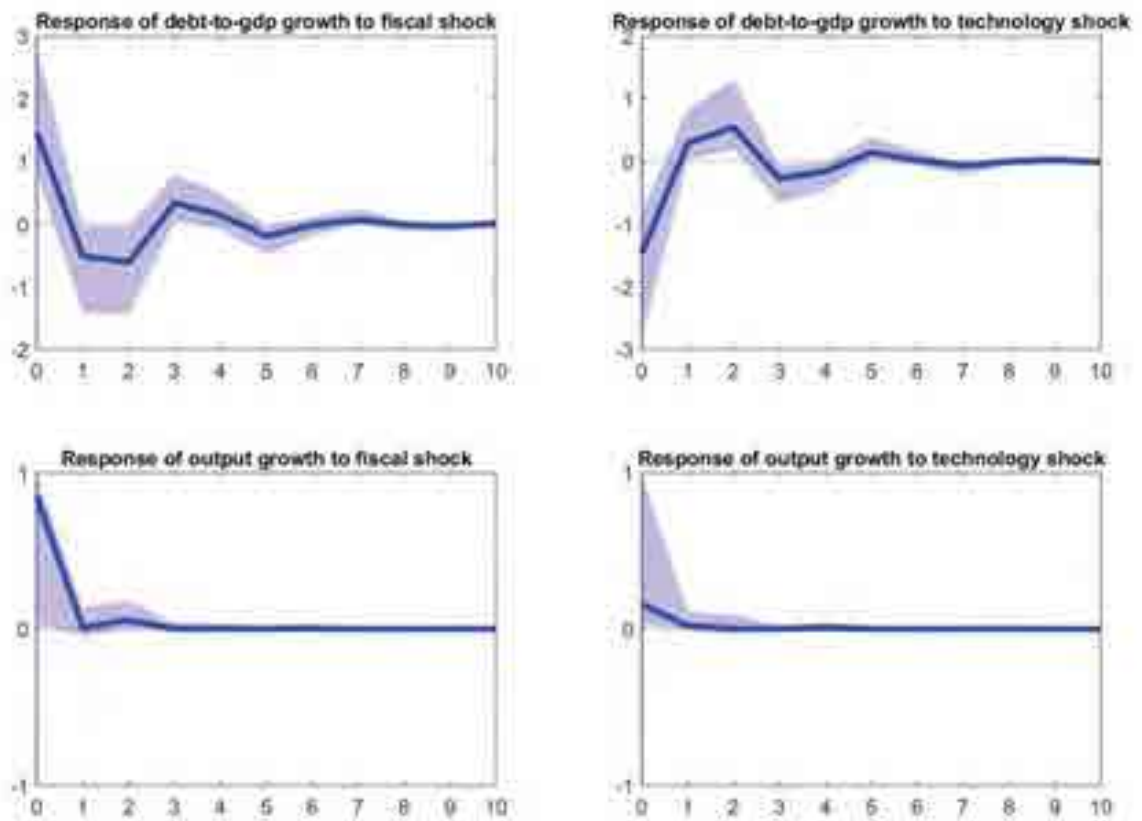 Response of debt-to-gdp growth to fiscal shock
3
2
1
0
-1
-2
0 1 2 3 4 5 6 7 8 9 10
Response of debt-to-gdp growth to technology shock
2
1
0
-1
-2
-3
0 1 2 3 4 5 6 7 8 9 10
Response of output growth to fiscal shock
1
0
-1
0 1 2 3 4 5 6 7 8 9 10
Response of output growth to technology shock
1
0
-1
0 1 2 3 4 5 6 7 8 9 10